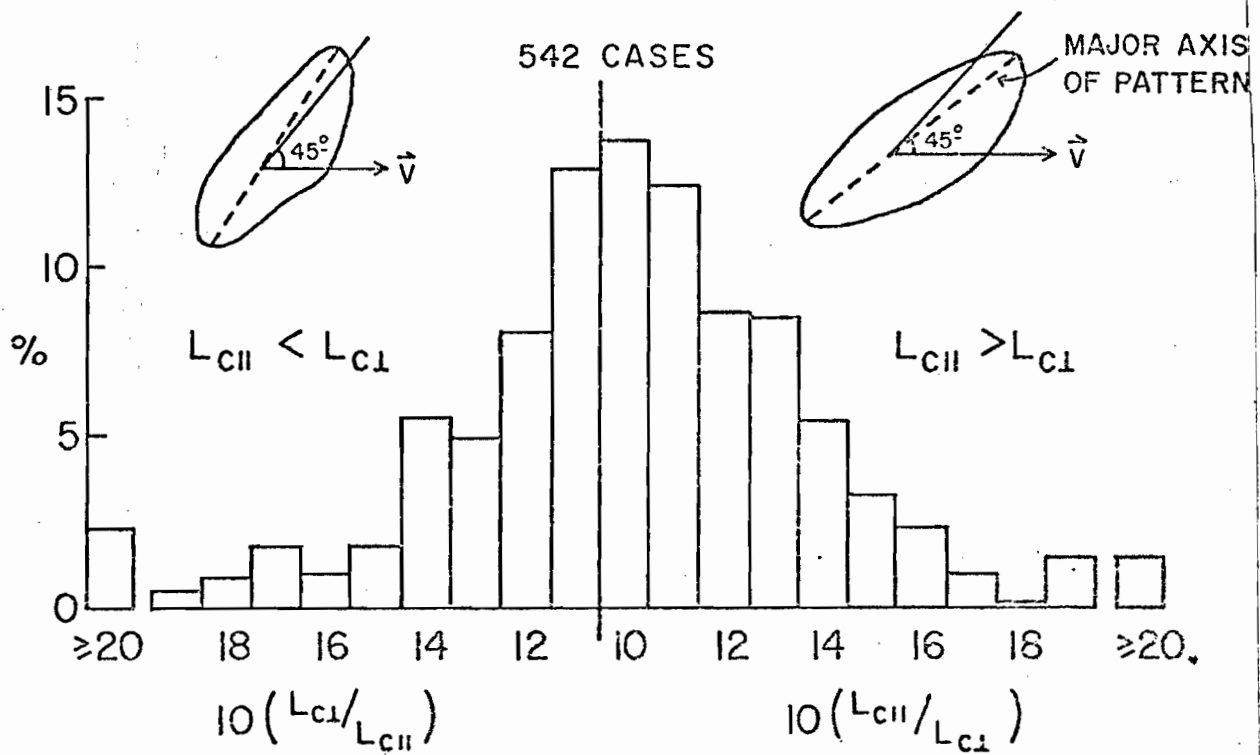 542 CASES
MAJOR AXIS
OF PATTERN
45°
V⃗
45°
V⃗
15
10
%
5
0
L_C∥ < L_C⊥
L_C∥ > L_C⊥
≥20 18 16 14 12 10 12 14 16 18 ≥20
10 (L_C⊥/L_C∥)
10 (L_C∥/L_C⊥)